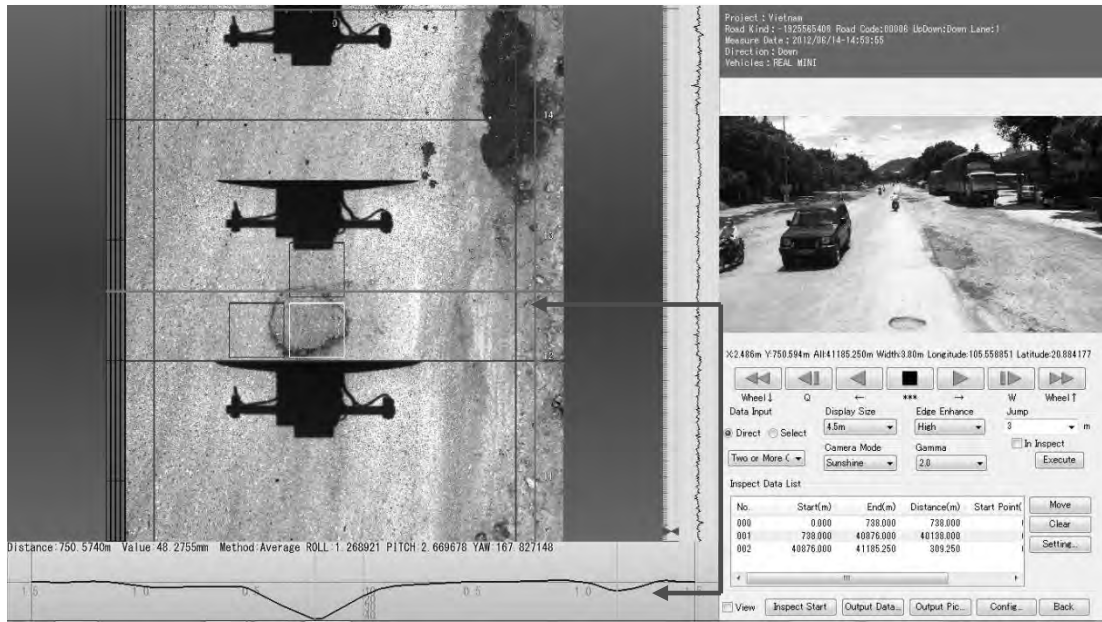 Project : Vietnam
Road Kind : -1925565409 Road Code:00006 UpDown:Down Lane:1
Measure Date : 2012/06/14-14:53:55
Direction : Down
Vehicles : REAL MINI
14
13
12
11
X:2.486m Y:750.594m All:41185.250m Width:3.80m Longitude:105.558851 Latitude:20.884177
Wheel↓ Q ← *** → W Wheel↑
Data Input Display Size Edge Enhance Jump
Direct Select 4.5m High 3 m
Camera Mode Gamma In Inspect
Two or More C Sunshine 2.0 Execute
Inspect Data List
No. Start(m) End(m) Distance(m) Start Point( Move
000 0.000 738.000 738.000 Clear
001 738.000 40876.000 40138.000
002 40876.000 41185.250 309.250 Setting...
Distance:750.5740m Value:48.2755mm Method:Average ROLL:1.268921 PITCH:2.669678 YAW:167.827148
1.5 1.0 0.5 0.5 1.0
View Inspect Start Output Data... Output Pic... Config... Back